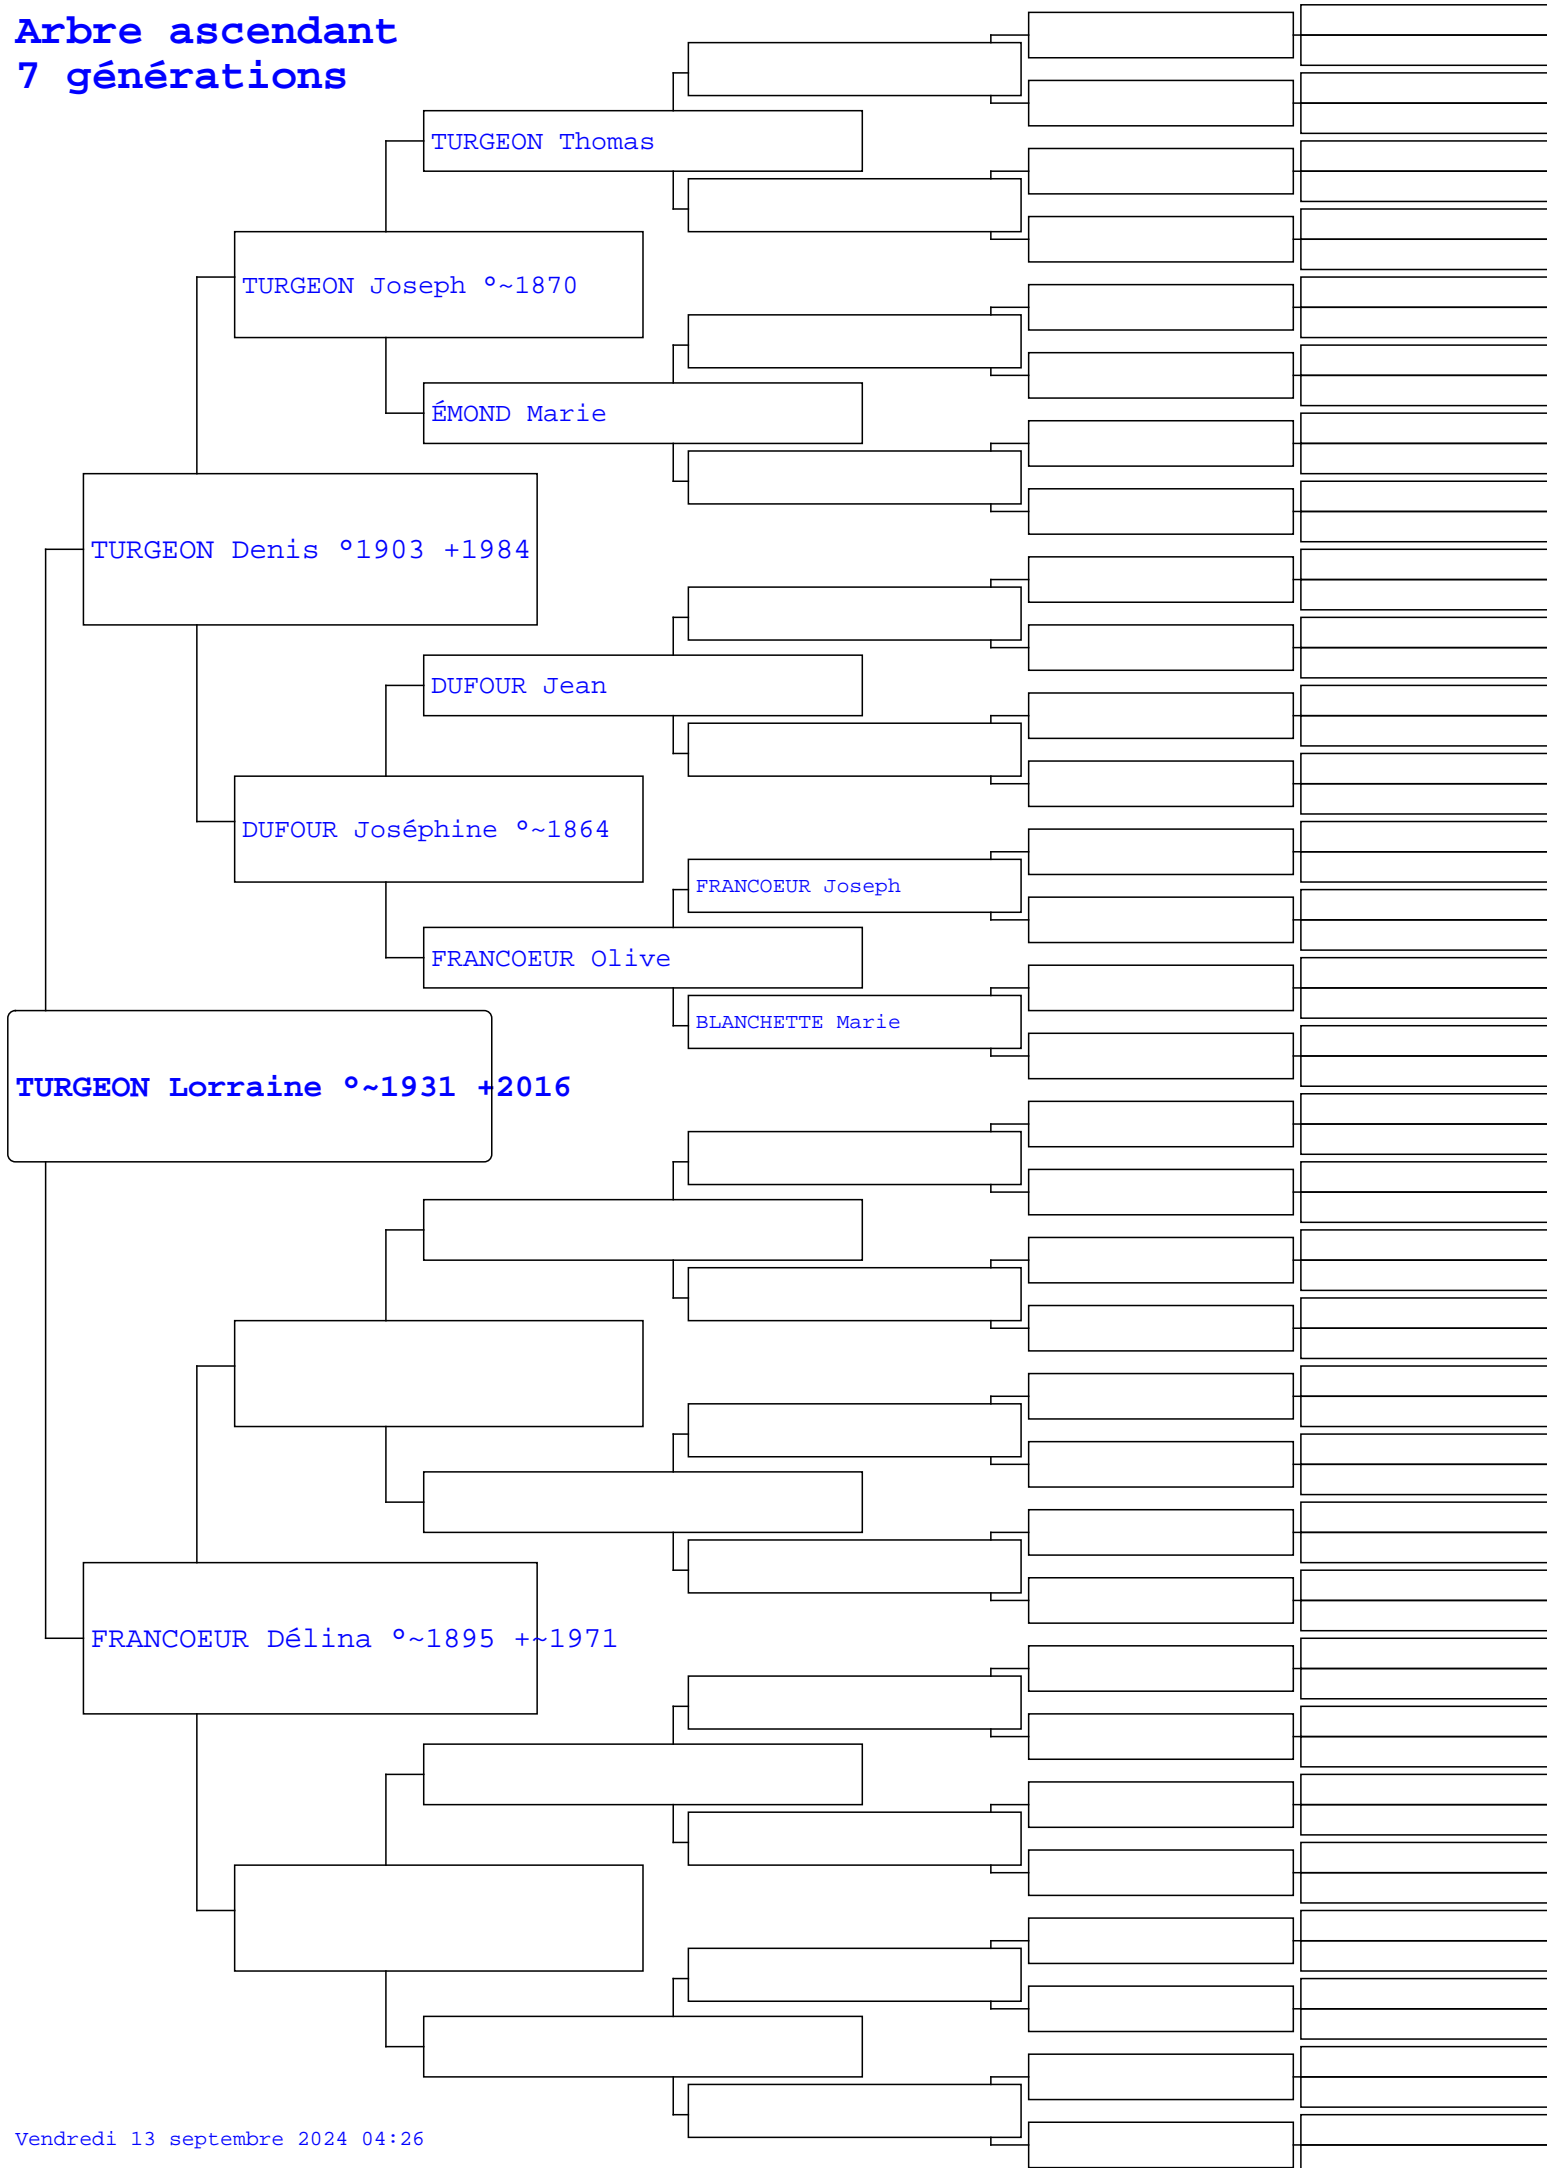 Arbre ascendant
7 générations
TURGEON Thomas
TURGEON Joseph °~1870
ÉMOND Marie
TURGEON Denis °1903 +1984
DUFOUR Jean
DUFOUR Joséphine °~1864
FRANCOEUR Joseph
FRANCOEUR Olive
BLANCHETTE Marie
TURGEON Lorraine °~1931 +2016
FRANCOEUR Délina °~1895 +~1971
Vendredi 13 septembre 2024 04:26